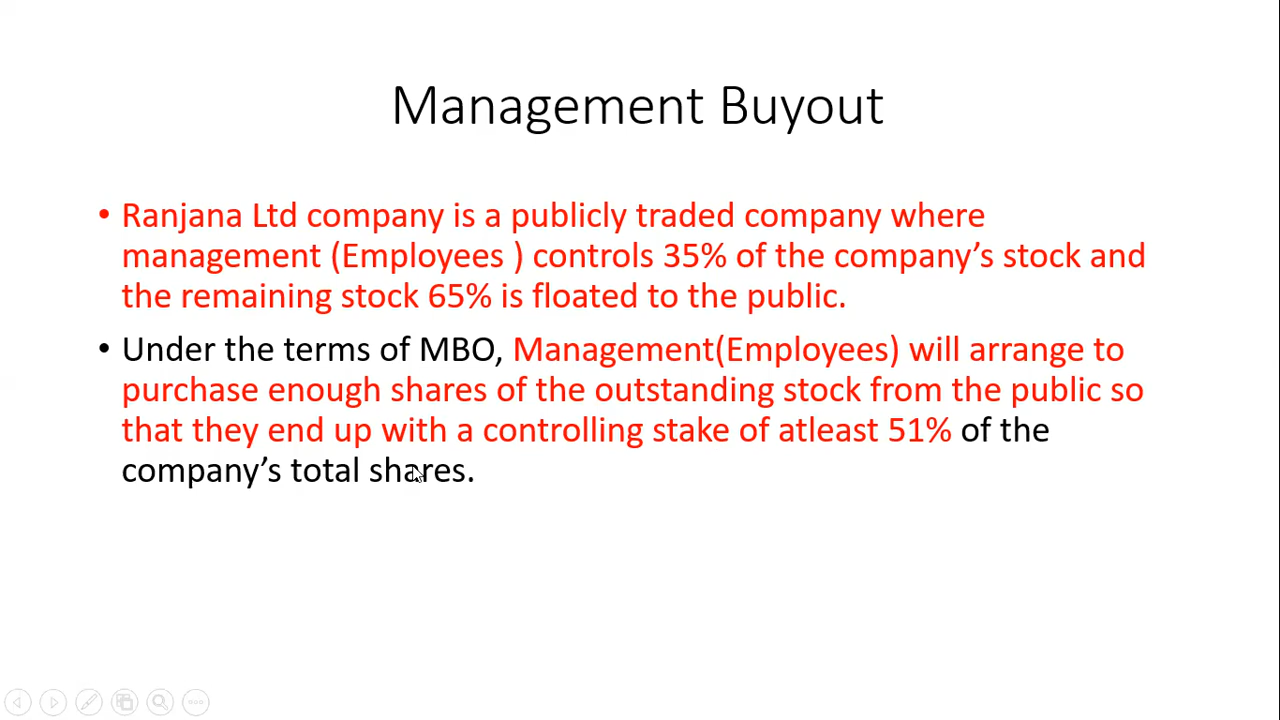 Management Buyout
• Ranjana Ltd company is a publicly traded company where
management (Employees ) controls 35% of the company’s stock and
the remaining stock 65% is floated to the public.
• Under the terms of MBO, Management(Employees) will arrange to
purchase enough shares of the outstanding stock from the public so
that they end up with a controlling stake of atleast 51% of the
company’s total shares.